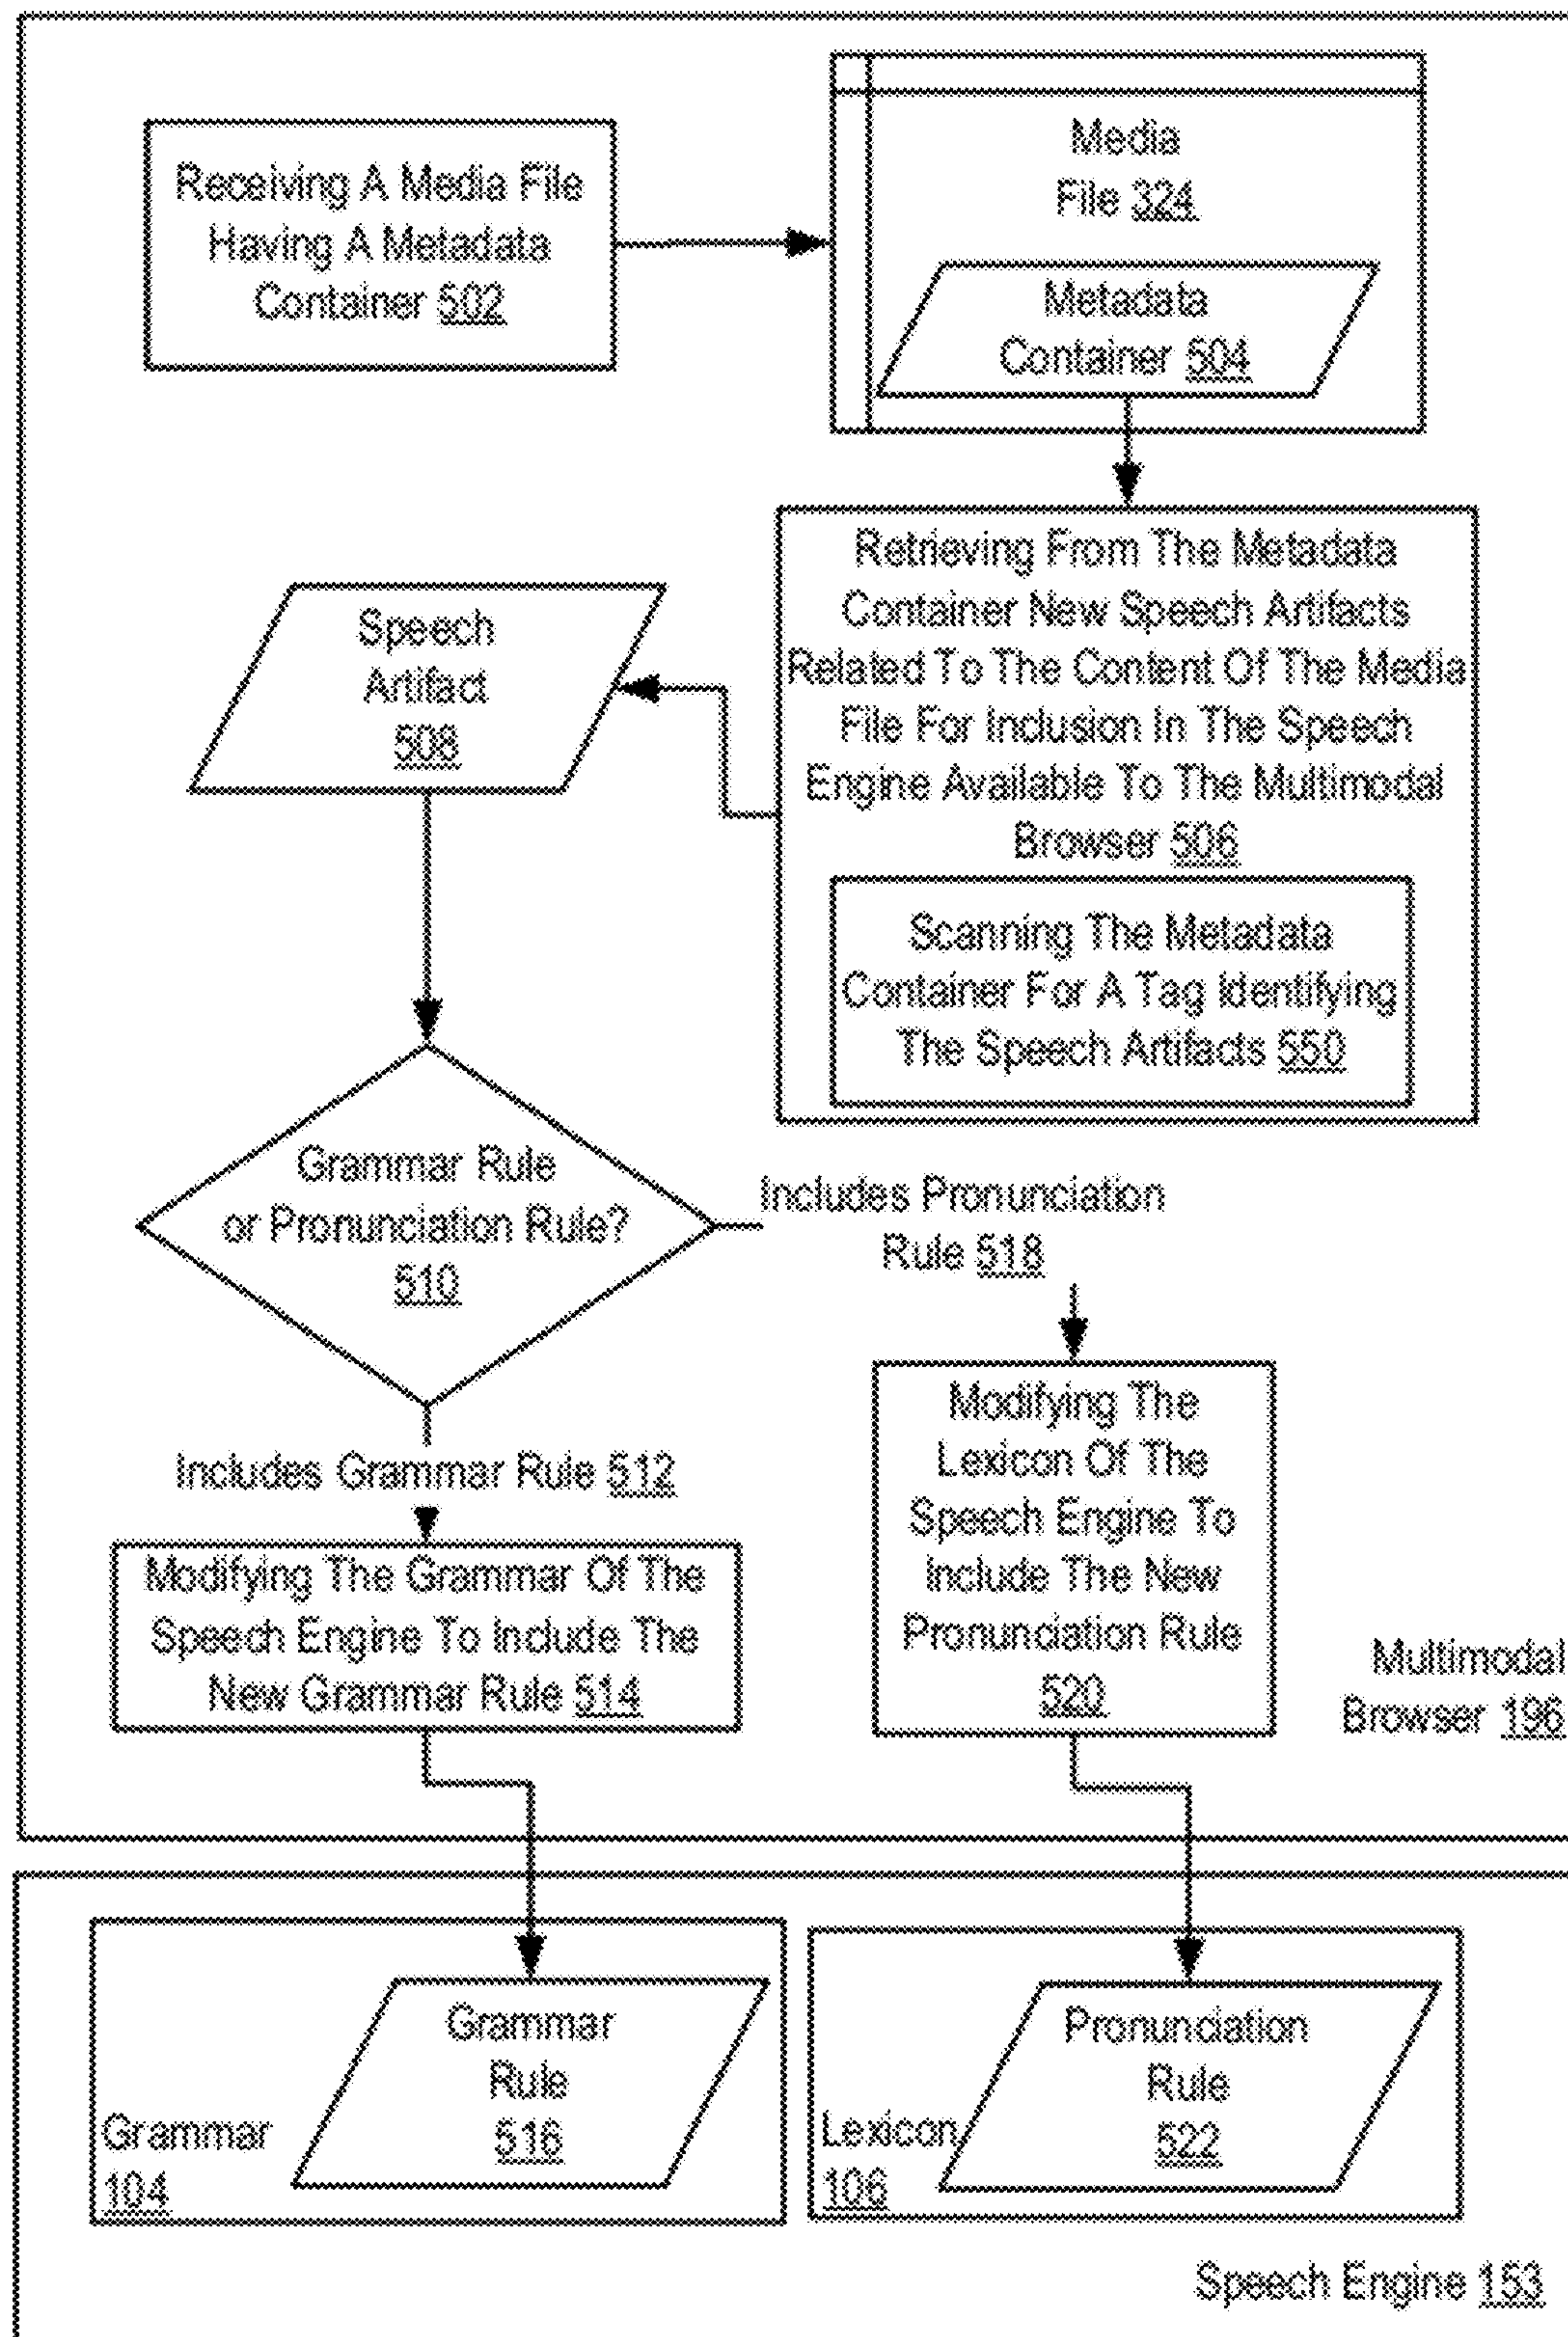 Receiving A Media File
Having A Metadata
Container 502
Media
File 324
Metadata
Container 504
Retrieving From The Metadata
Container New Speech Artifacts
Related To The Content Of The Media
File For Inclusion In The Speech
Engine Available To The Multimodal
Browser 506
Scanning The Metadata
Container For A Tag Identifying
The Speech Artifacts 550
Speech
Artifact
508
Grammar Rule
or Pronunciation Rule?
510
Includes Pronunciation
Rule 518
Includes Grammar Rule 512
Modifying The Grammar Of The
Speech Engine To Include The
New Grammar Rule 514
Modifying The
Lexicon Of The
Speech Engine To
Include The New
Pronunciation Rule
520
Multimodal
Browser 196
Grammar
Rule
516
Grammar
104
Pronunciation
Rule
522
Lexicon
106
Speech Engine 153